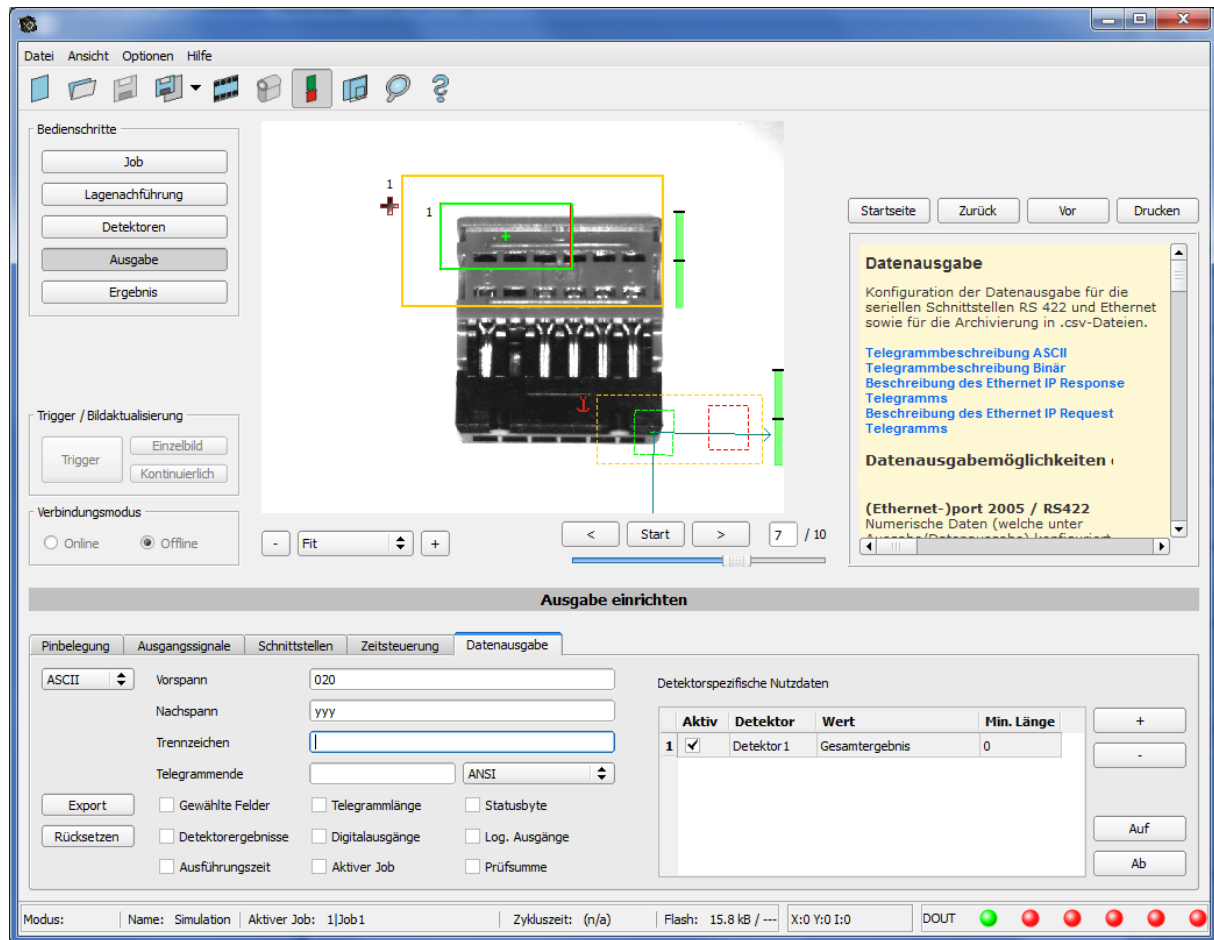 Datei Ansicht Optionen Hilfe
Bedienschritte
Job
Lagenachführung
Detektoren
Ausgabe
Ergebnis
Trigger / Bildaktualisierung
Trigger
Einzelbild
Kontinuierlich
Verbindungsmodus
Online Offline
1
1
- Fit +
< Start > 7 / 10
Startseite Zurück Vor Drucken
Datenausgabe
Konfiguration der Datenausgabe für die
seriellen Schnittstellen RS 422 und Ethernet
sowie für die Archivierung in .csv-Dateien.
Telegrammbeschreibung ASCII
Telegrammbeschreibung Binär
Beschreibung des Ethernet IP Response
Telegramms
Beschreibung des Ethernet IP Request
Telegramms
Datenausgabemöglichkeiten
(Ethernet-)port 2005 / RS422
Numerische Daten (welche unter
Ausgabe/Datenausgabe) konfiguriert
Ausgabe einrichten
Pinbelegung Ausgangssignale Schnittstellen Zeitsteuerung Datenausgabe
ASCII Vorspann 020
Nachspann yyy
Trennzeichen
Telegrammende ANSI
Export Gewählte Felder Telegrammlänge Statusbyte
Rücksetzen Detektorergebnisse Digitalausgänge Log. Ausgänge
Ausführungszeit Aktiver Job Prüfsumme
Detektorspezifische Nutzdaten
Aktiv Detektor Wert Min. Länge
1 Detektor1 Gesamtergebnis 0
+
-
Auf
Ab
Modus: Name: Simulation Aktiver Job: 1|Job1 Zykluszeit: (n/a) Flash: 15.8 kB / --- X:0 Y:0 I:0 DOUT